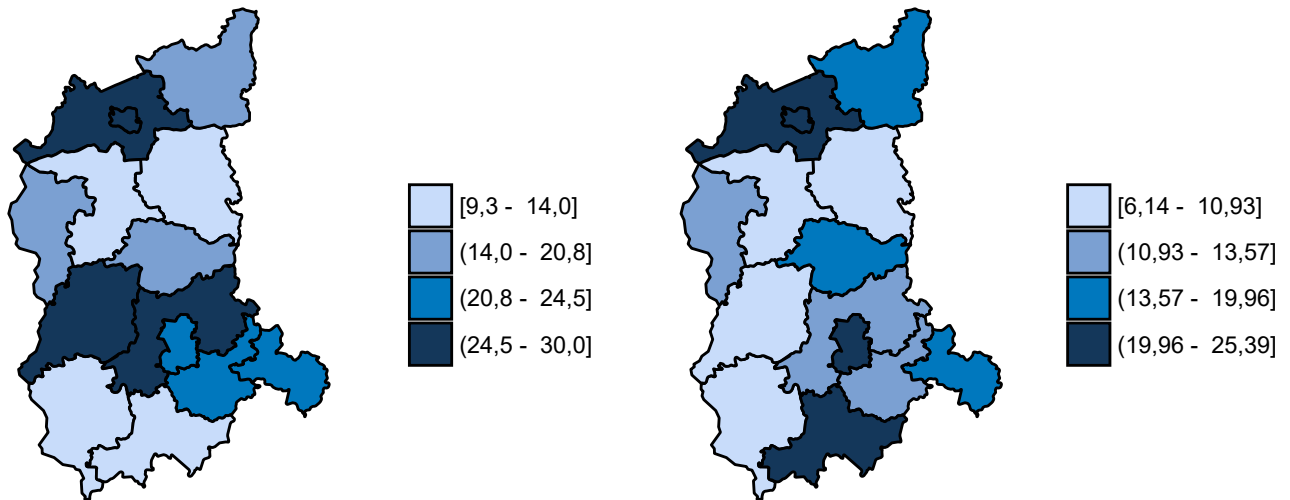 [9,3 - 14,0]
(14,0 - 20,8]
(20,8 - 24,5]
(24,5 - 30,0]
[6,14 - 10,93]
(10,93 - 13,57]
(13,57 - 19,96]
(19,96 - 25,39]